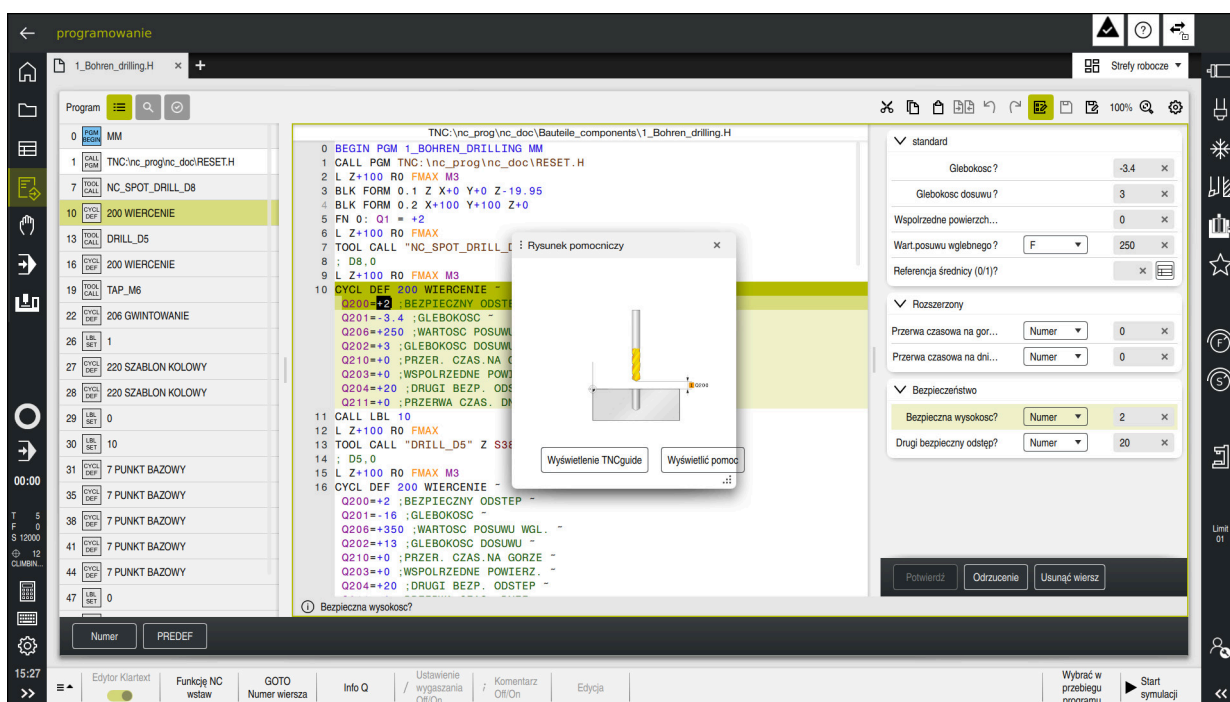 programowanie
1_Bohren_drilling.H × +
Strefy robocze
Program
100%
0 PGM BEGIN MM
1 CALL PGM TNC:\nc_prog\nc_doc\RESET.H
7 TOOL CALL NC_SPOT_DRILL_D8
10 CYCL DEF 200 WIERCENIE
13 TOOL CALL DRILL_D5
16 CYCL DEF 200 WIERCENIE
19 TOOL CALL TAP_M6
22 CYCL DEF 206 GWINTOWANIE
26 LBL SET 1
27 CYCL DEF 220 SZABLON KOLOWY
28 CYCL DEF 220 SZABLON KOLOWY
29 LBL SET 0
30 LBL SET 10
31 CYCL DEF 7 PUNKT BAZOWY
35 CYCL DEF 7 PUNKT BAZOWY
38 CYCL DEF 7 PUNKT BAZOWY
41 CYCL DEF 7 PUNKT BAZOWY
44 CYCL DEF 7 PUNKT BAZOWY
47 LBL SET 0
TNC:\nc_prog\nc_doc\Bauteile_components\1_Bohren_drilling.H
0 BEGIN PGM 1_BOHREN_DRILLING MM
1 CALL PGM TNC:\nc_prog\nc_doc\RESET.H
2 L Z+100 R0 FMAX M3
3 BLK FORM 0.1 Z X+0 Y+0 Z-19.95
4 BLK FORM 0.2 X+100 Y+100 Z+0
5 FN 0: Q1 = +2
6 L Z+100 R0 FMAX
7 TOOL CALL "NC_SPOT_DRILL_
8 ; D8,0
9 L Z+100 R0 FMAX M3
10 CYCL DEF 200 WIERCENIE ~
Q200=+2 ;BEZPIECZNY ODSTE
Q201=-3.4 ;GLEBOKOSC ~
Q206=+250 ;WARTOSC POSUWU
Q202=+3 ;GLEBOKOSC DOSUWU
Q210=+0 ;PRZER. CZAS.NA G
Q203=+0 ;WSPOLRZEDNE POWI
Q204=+20 ;DRUGI BEZP. ODS
Q211=+0 ;PRZERWA CZAS. DN
11 CALL LBL 10
12 L Z+100 R0 FMAX
13 TOOL CALL "DRILL_D5" Z S38
14 ; D5,0
15 L Z+100 R0 FMAX M3
16 CYCL DEF 200 WIERCENIE ~
Q200=+2 ;BEZPIECZNY ODSTEP ~
Q201=-16 ;GLEBOKOSC ~
Q206=+350 ;WARTOSC POSUWU WGL. ~
Q202=+13 ;GLEBOKOSC DOSUWU ~
Q210=+0 ;PRZER. CZAS.NA GORZE ~
Q203=+0 ;WSPOLRZEDNE POWIERZ. ~
Q204=+20 ;DRUGI BEZP. ODSTEP ~
Bezpieczna wysokosc?
Rysunek pomocniczy ×
Q200
Wyświetlenie TNCguide
Wyświetlić pomoc
standard
Glebokosc? -3.4 ×
Glebokosc dosuwu? 3 ×
Wspolrzedne powierzch... 0 ×
Wart.posuwu wglebnego? F 250 ×
Referencja średnicy (0/1)? ×
Rozszerzony
Przerwa czasowa na gor... Numer 0 ×
Przerwa czasowa na dni... Numer 0 ×
Bezpieczeństwo
Bezpieczna wysokosc? Numer 2 ×
Drugi bezpieczny odstęp? Numer 20 ×
Potwierdź Odrzucenie Usunąć wiersz
00:00
T 5
F 0
S 12000
12
CLIMBIN...
15:27
F
S
Limit
01
Numer PREDEF
Edytor Klartext
Funkcję NC
wstaw
GOTO
Numer wiersza
Info Q
Ustawienie
wygaszania
Off/On
Komentarz
Off/On
Edycja
Wybrać w
przebiegu
programu
Start
symulacji